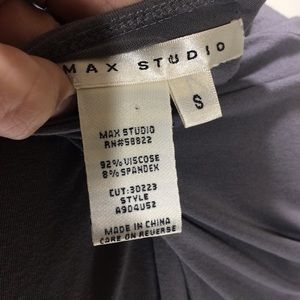 MAX STUDIO
S
MAX STUDIO
RN#58822
92% VISCOSE
8% SPANDEX
CUT:30223
STYLE
A904U52
MADE IN CHINA
CARE ON REVERSE